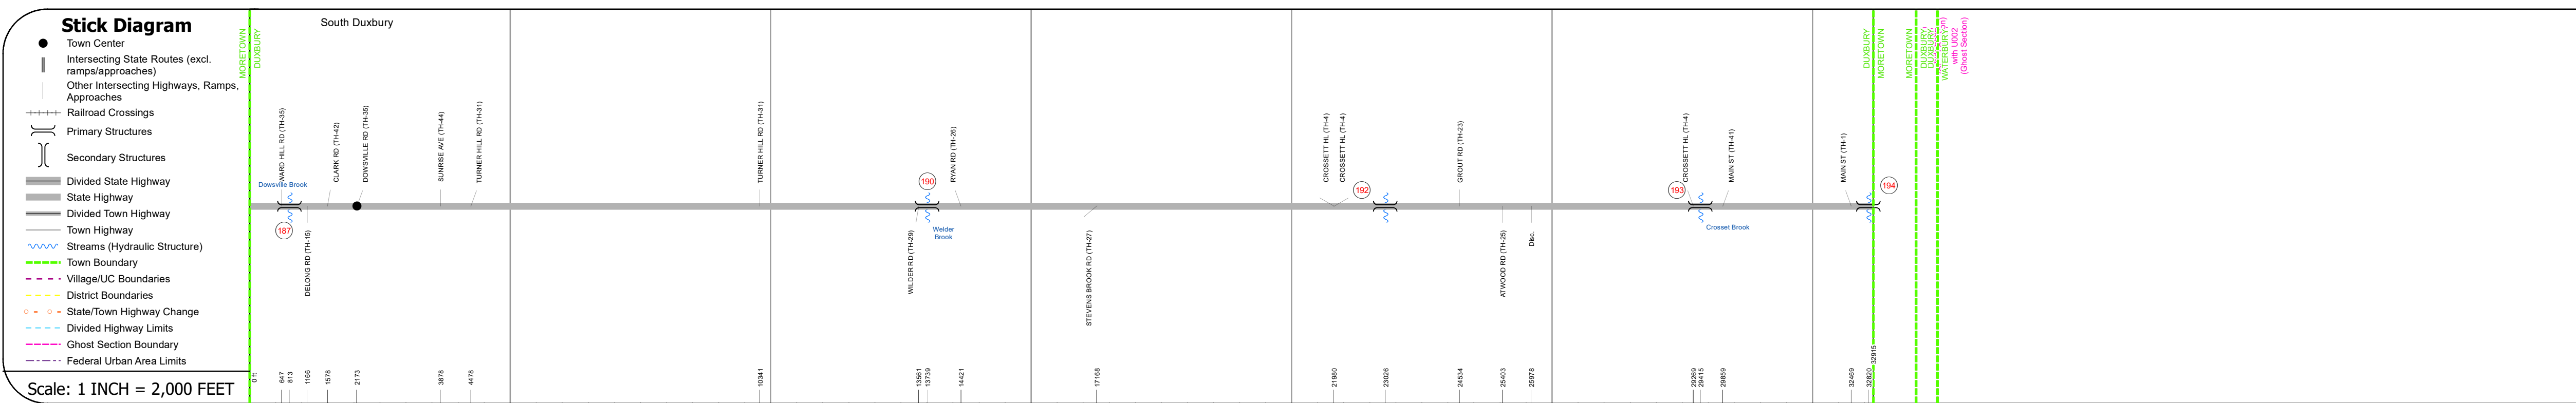 Stick Diagram
Town Center
Intersecting State Routes (excl.
ramps/approaches)
Other Intersecting Highways, Ramps,
Approaches
Railroad Crossings
Primary Structures
Secondary Structures
Divided State Highway
State Highway
Divided Town Highway
Town Highway
Streams (Hydraulic Structure)
Town Boundary
Village/UC Boundaries
District Boundaries
State/Town Highway Change
Divided Highway Limits
Ghost Section Boundary
Federal Urban Area Limits
Scale: 1 INCH = 2,000 FEET
South Duxbury
MORETOWN
DUXBURY
WARD HILL RD (TH-35)
CLARK RD (TH-42)
DOWSVILLE RD (TH-35)
SUNRISE AVE (TH-44)
TURNER HILL RD (TH-31)
TURNER HILL RD (TH-31)
RYAN RD (TH-26)
CROSSETT HL (TH-4)
CROSSETT HL (TH-4)
GROUT RD (TH-23)
CROSSETT HL (TH-4)
MAIN ST (TH-41)
MAIN ST (TH-1)
DUXBURY
MORETOWN
MORETOWN
DUXBURY
DUXBURY
WATERBURY
with U002
(Ghost Section)
Dowsville Brook
187
190
192
193
194
DELONG RD (TH-15)
WILDER RD (TH-29)
Welder
Brook
STEVENS BROOK RD (TH-27)
ATWOOD RD (TH-25)
Disc.
Crosset Brook
0 ft
647
813
1166
1578
2173
3878
4478
10341
13561
13739
14421
17168
21980
23026
24534
25403
25978
29269
29415
29859
32469
32820
32915